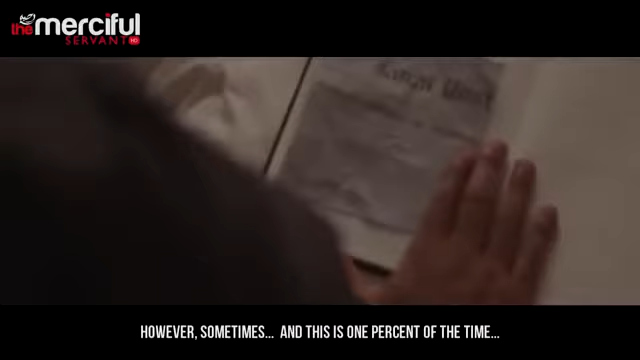 the merciful
SERVANT HD
HOWEVER, SOMETIMES... AND THIS IS ONE PERCENT OF THE TIME...